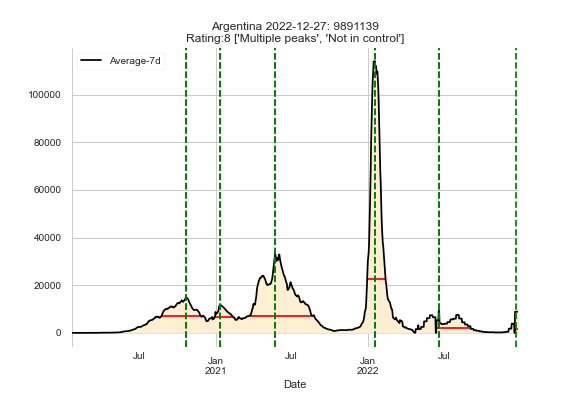 Argentina 2022-12-27: 9891139
Rating:8 ['Multiple peaks', 'Not in control']
Average-7d
100000
80000
60000
40000
20000
0
Jul
Jan
2021
Jul
Jan
2022
Jul
Date